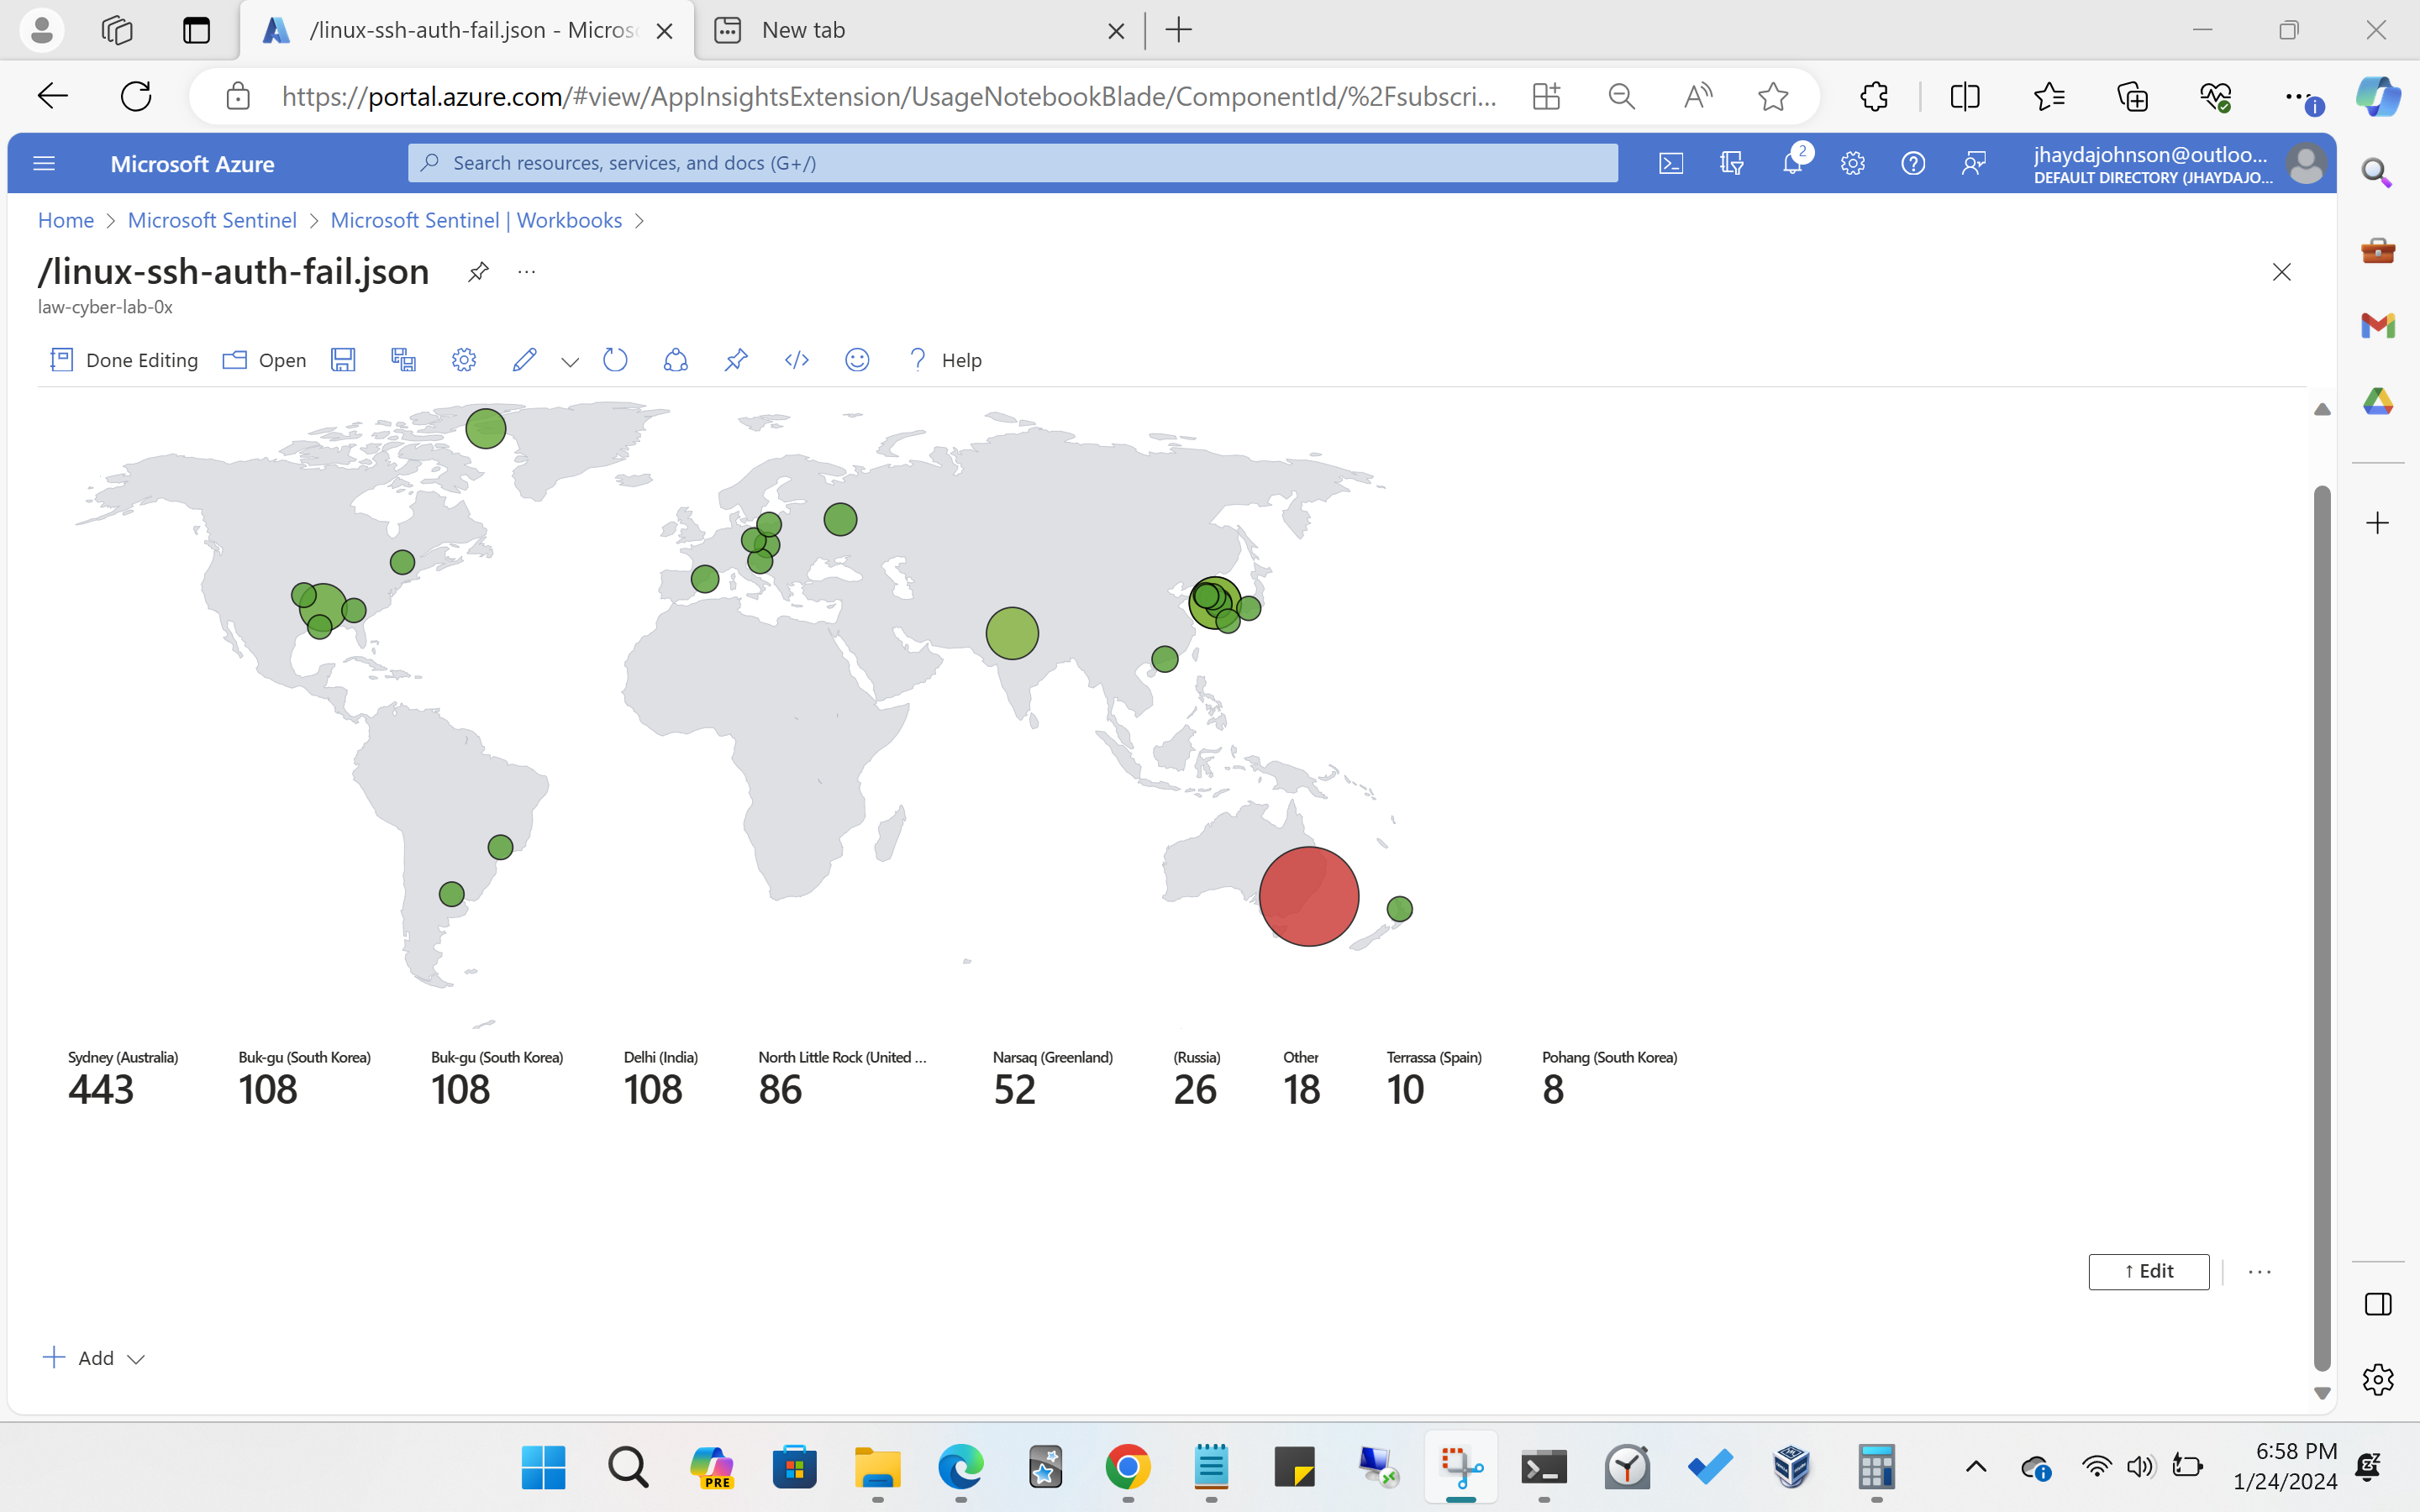 /linux-ssh-auth-fail.json - Micros
New tab
https://portal.azure.com/#view/AppInsightsExtension/UsageNotebookBlade/ComponentId/%2Fsubscri...
Microsoft Azure
Search resources, services, and docs (G+/)
2
jhaydajohnson@outloo...
DEFAULT DIRECTORY (JHAYDAJO...
Home > Microsoft Sentinel > Microsoft Sentinel | Workbooks >
/linux-ssh-auth-fail.json
law-cyber-lab-0x
Done Editing
Open
Help
Sydney (Australia)
443
Buk-gu (South Korea)
108
Buk-gu (South Korea)
108
Delhi (India)
108
North Little Rock (United ...
86
Narsaq (Greenland)
52
(Russia)
26
Other
18
Terrassa (Spain)
10
Pohang (South Korea)
8
↑ Edit
Add
PRE
6:58 PM
1/24/2024